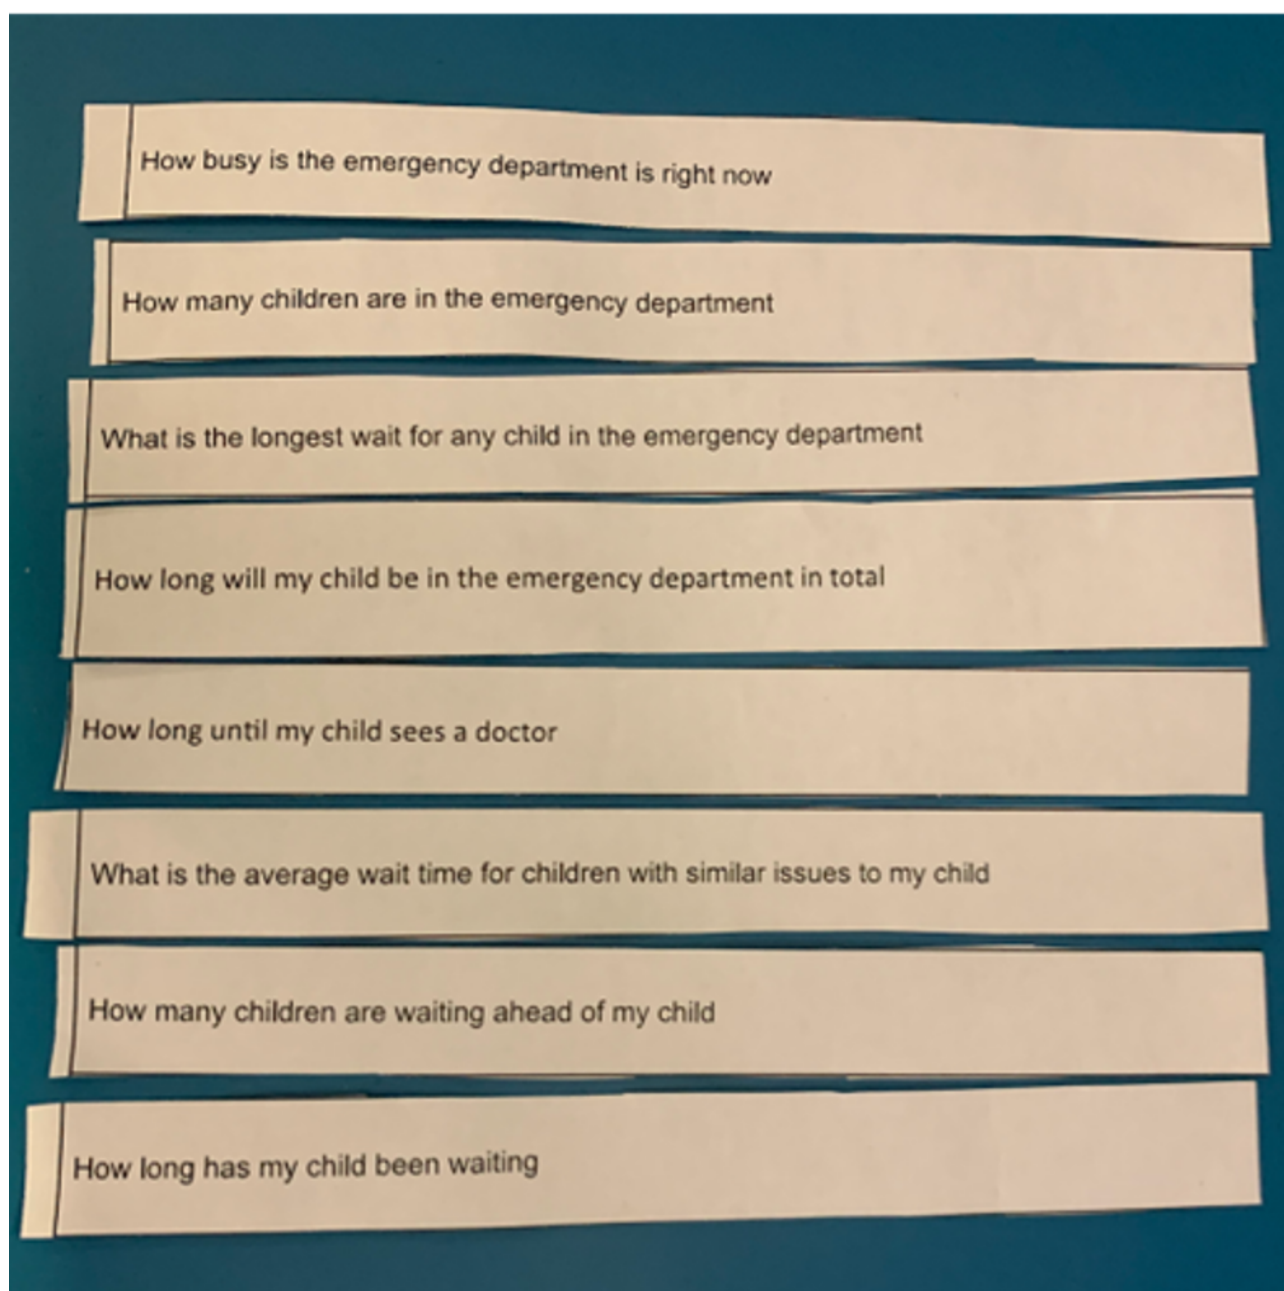 How busy is the emergency department is right now
How many children are in the emergency department
What is the longest wait for any child in the emergency department
How long will my child be in the emergency department in total
How long until my child sees a doctor
What is the average wait time for children with similar issues to my child
How many children are waiting ahead of my child
How long has my child been waiting